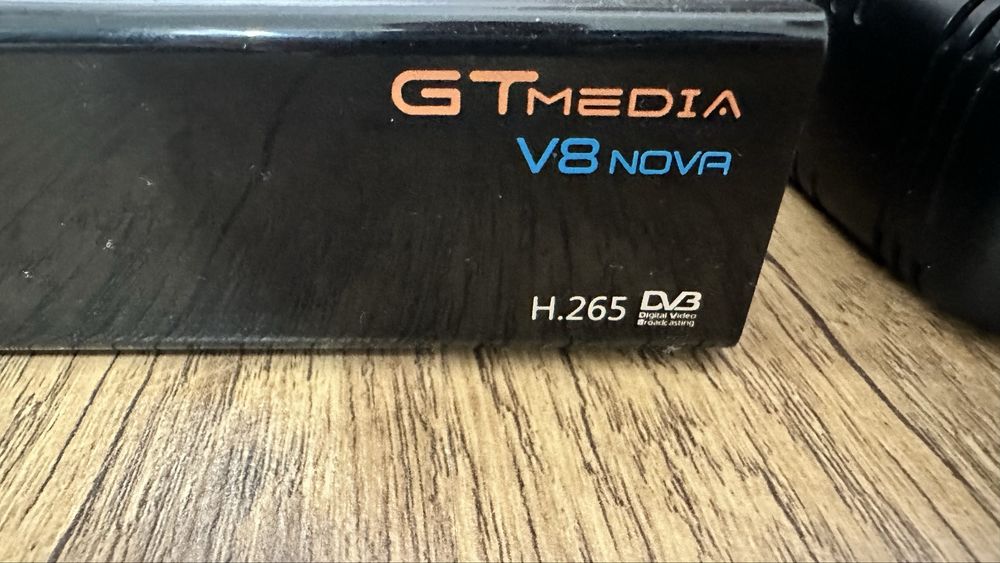 GTMEDIA
V8 NOVA
H.265 DVB
Digital Video
Broadcasting